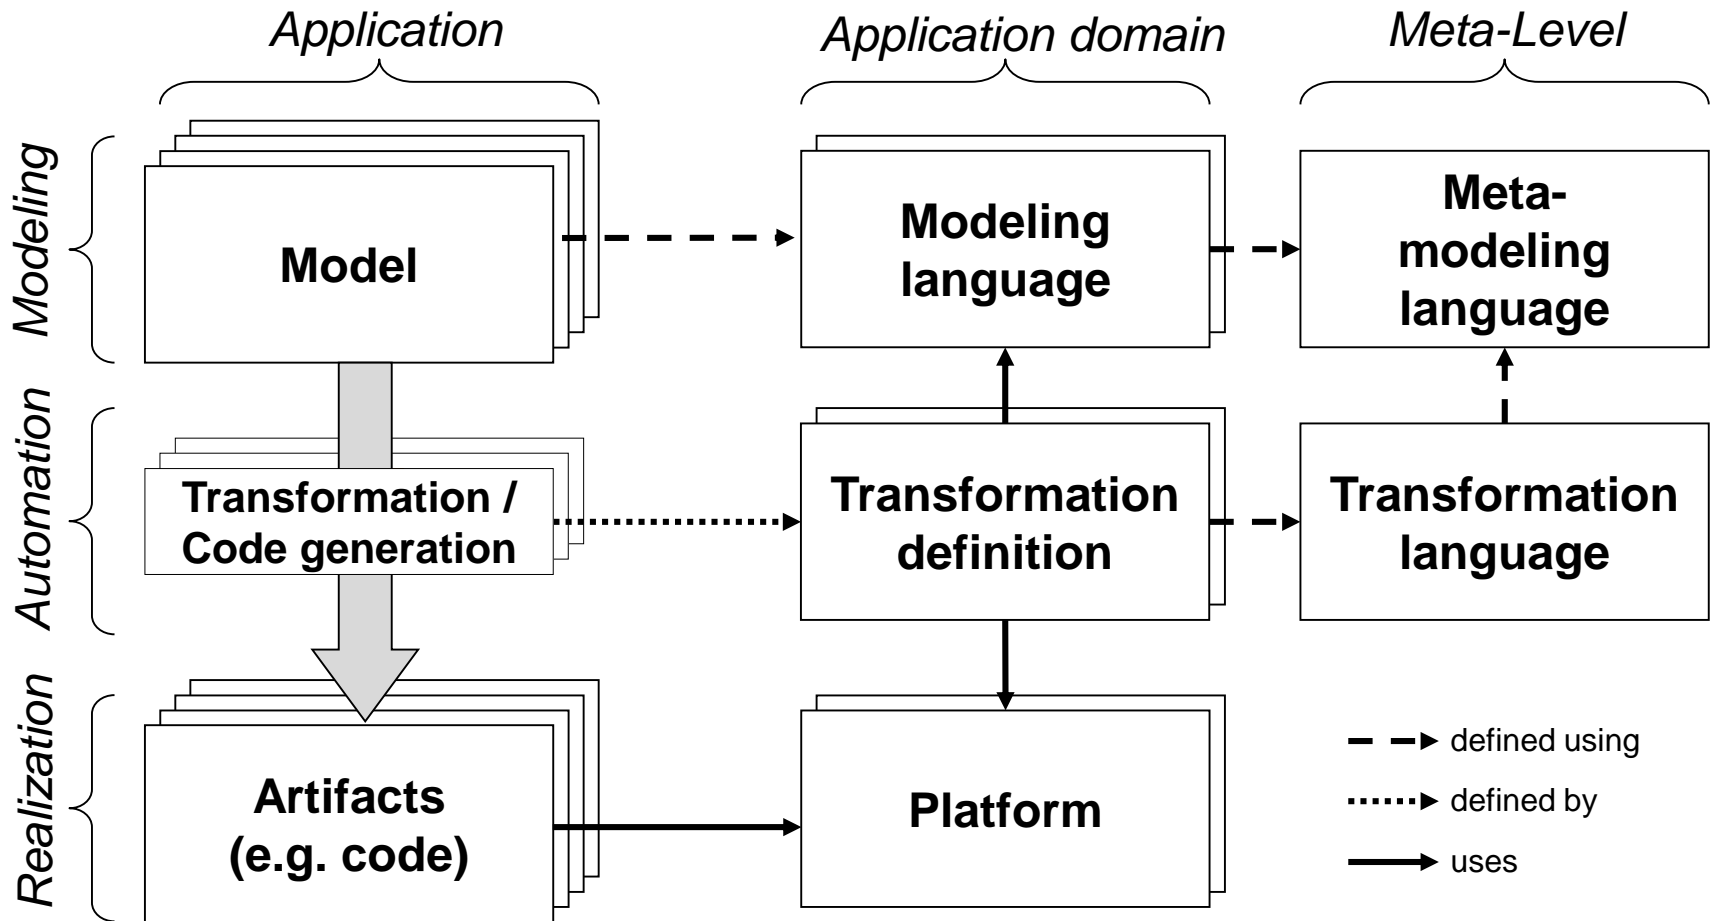 Application
Application domain
Meta-Level
Modeling
Model
Modeling
language
Meta-
modeling
language
Automation
Transformation /
Code generation
Transformation
definition
Transformation
language
Realization
Artifacts
(e.g. code)
Platform
defined using
defined by
uses